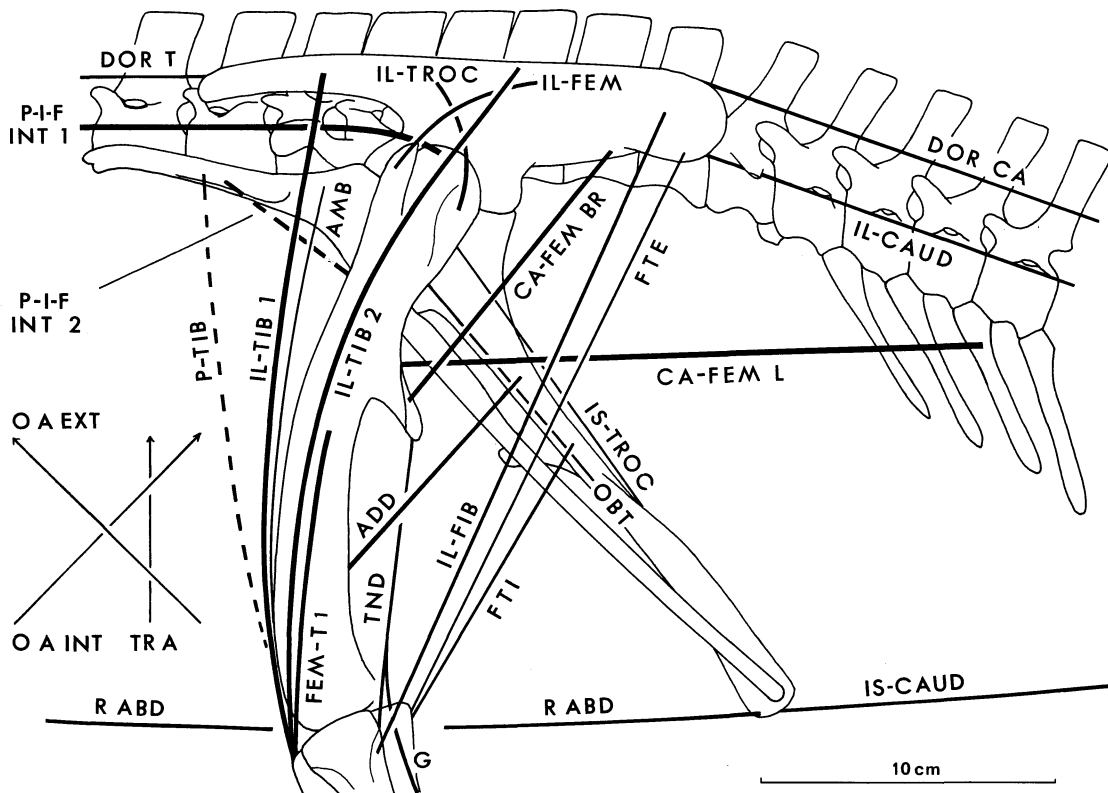 DOR T
IL-TROC
IL-FEM
P-I-F
INT 1
DOR CA
AMB
CA-FEM BR
FTE
IL-CAUD
P-I-F
INT 2
P-TIB
IL-TIB 1
IL-TIB 2
CA-FEM L
O A EXT
IS-TROC
OBT
ADD
IL-FIB
TND
FTI
FEM-T 1
O A INT
TR A
R ABD
R ABD
IS-CAUD
G
10 cm